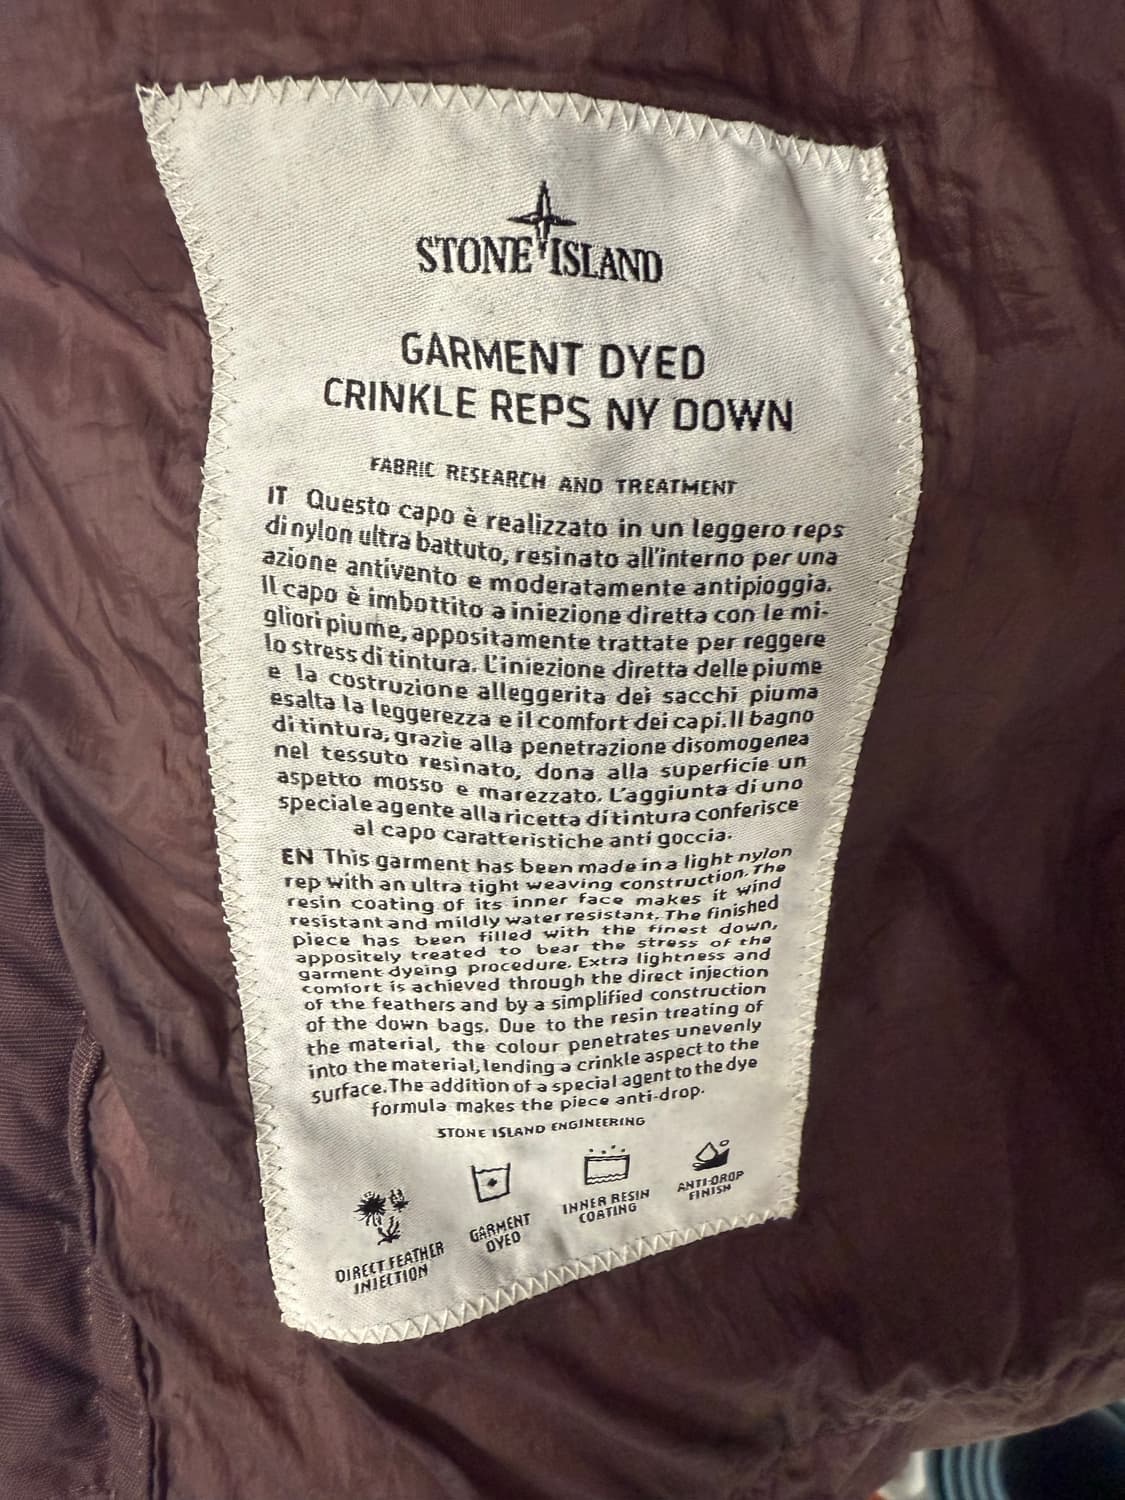 STONE ISLAND
GARMENT DYED
CRINKLE REPS NY DOWN
FABRIC RESEARCH AND TREATMENT
IT Questo capo è realizzato in un leggero reps
di nylon ultra battuto, resinato all'interno per una
azione antivento e moderatamente antipioggia.
Il capo è imbottito a iniezione diretta con le mi-
gliori piume, appositamente trattate per reggere
lo stress di tintura. L'iniezione diretta delle piume
e la costruzione alleggerita dei sacchi piuma
esalta la leggerezza e il comfort dei capi. Il bagno
di tintura, grazie alla penetrazione disomogenea
nel tessuto resinato, dona alla superficie un
aspetto mosso e marezzato. L'aggiunta di uno
speciale agente alla ricetta di tintura conferisce
al capo caratteristiche anti goccia.
EN This garment has been made in a light nylon
rep with an ultra tight weaving construction. The
resin coating of its inner face makes it wind
resistant and mildly water resistant. The finished
piece has been filled with the finest down,
appositely treated to bear the stress of the
garment dyeing procedure. Extra lightness and
comfort is achieved through the direct injection
of the feathers and by a simplified construction
of the down bags. Due to the resin treating of
the material, the colour penetrates unevenly
into the material, lending a crinkle aspect to the
surface. The addition of a special agent to the dye
formula makes the piece anti-drop.
STONE ISLAND ENGINEERING
DIRECT FEATHER
INJECTION
GARMENT
DYED
INNER RESIN
COATING
ANTI-DROP
FINISH